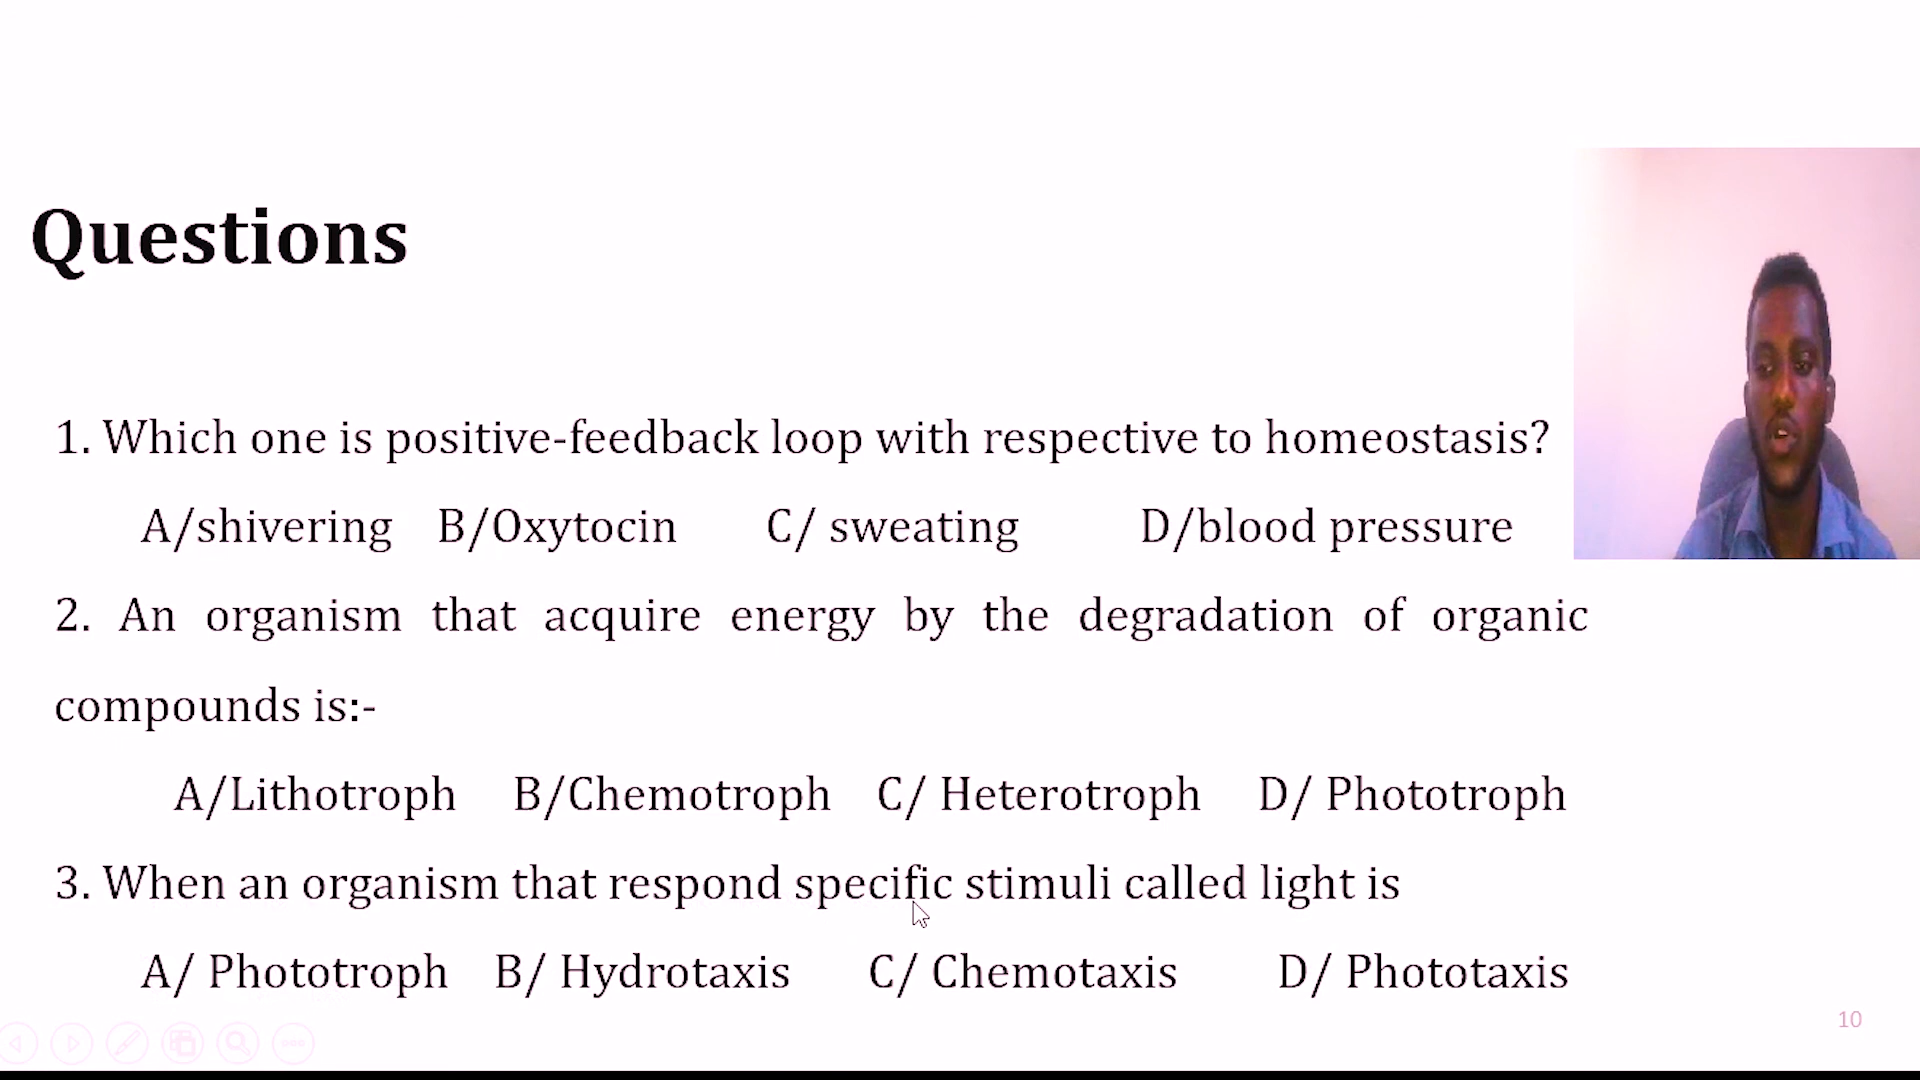 Questions
1. Which one is positive-feedback loop with respective to homeostasis?
A/shivering B/Oxytocin C/ sweating D/blood pressure
2. An organism that acquire energy by the degradation of organic
compounds is:-
A/Lithotroph B/Chemotroph C/ Heterotroph D/ Phototroph
3. When an organism that respond specific stimuli called light is
A/ Phototroph B/ Hydrotaxis C/ Chemotaxis D/ Phototaxis
10